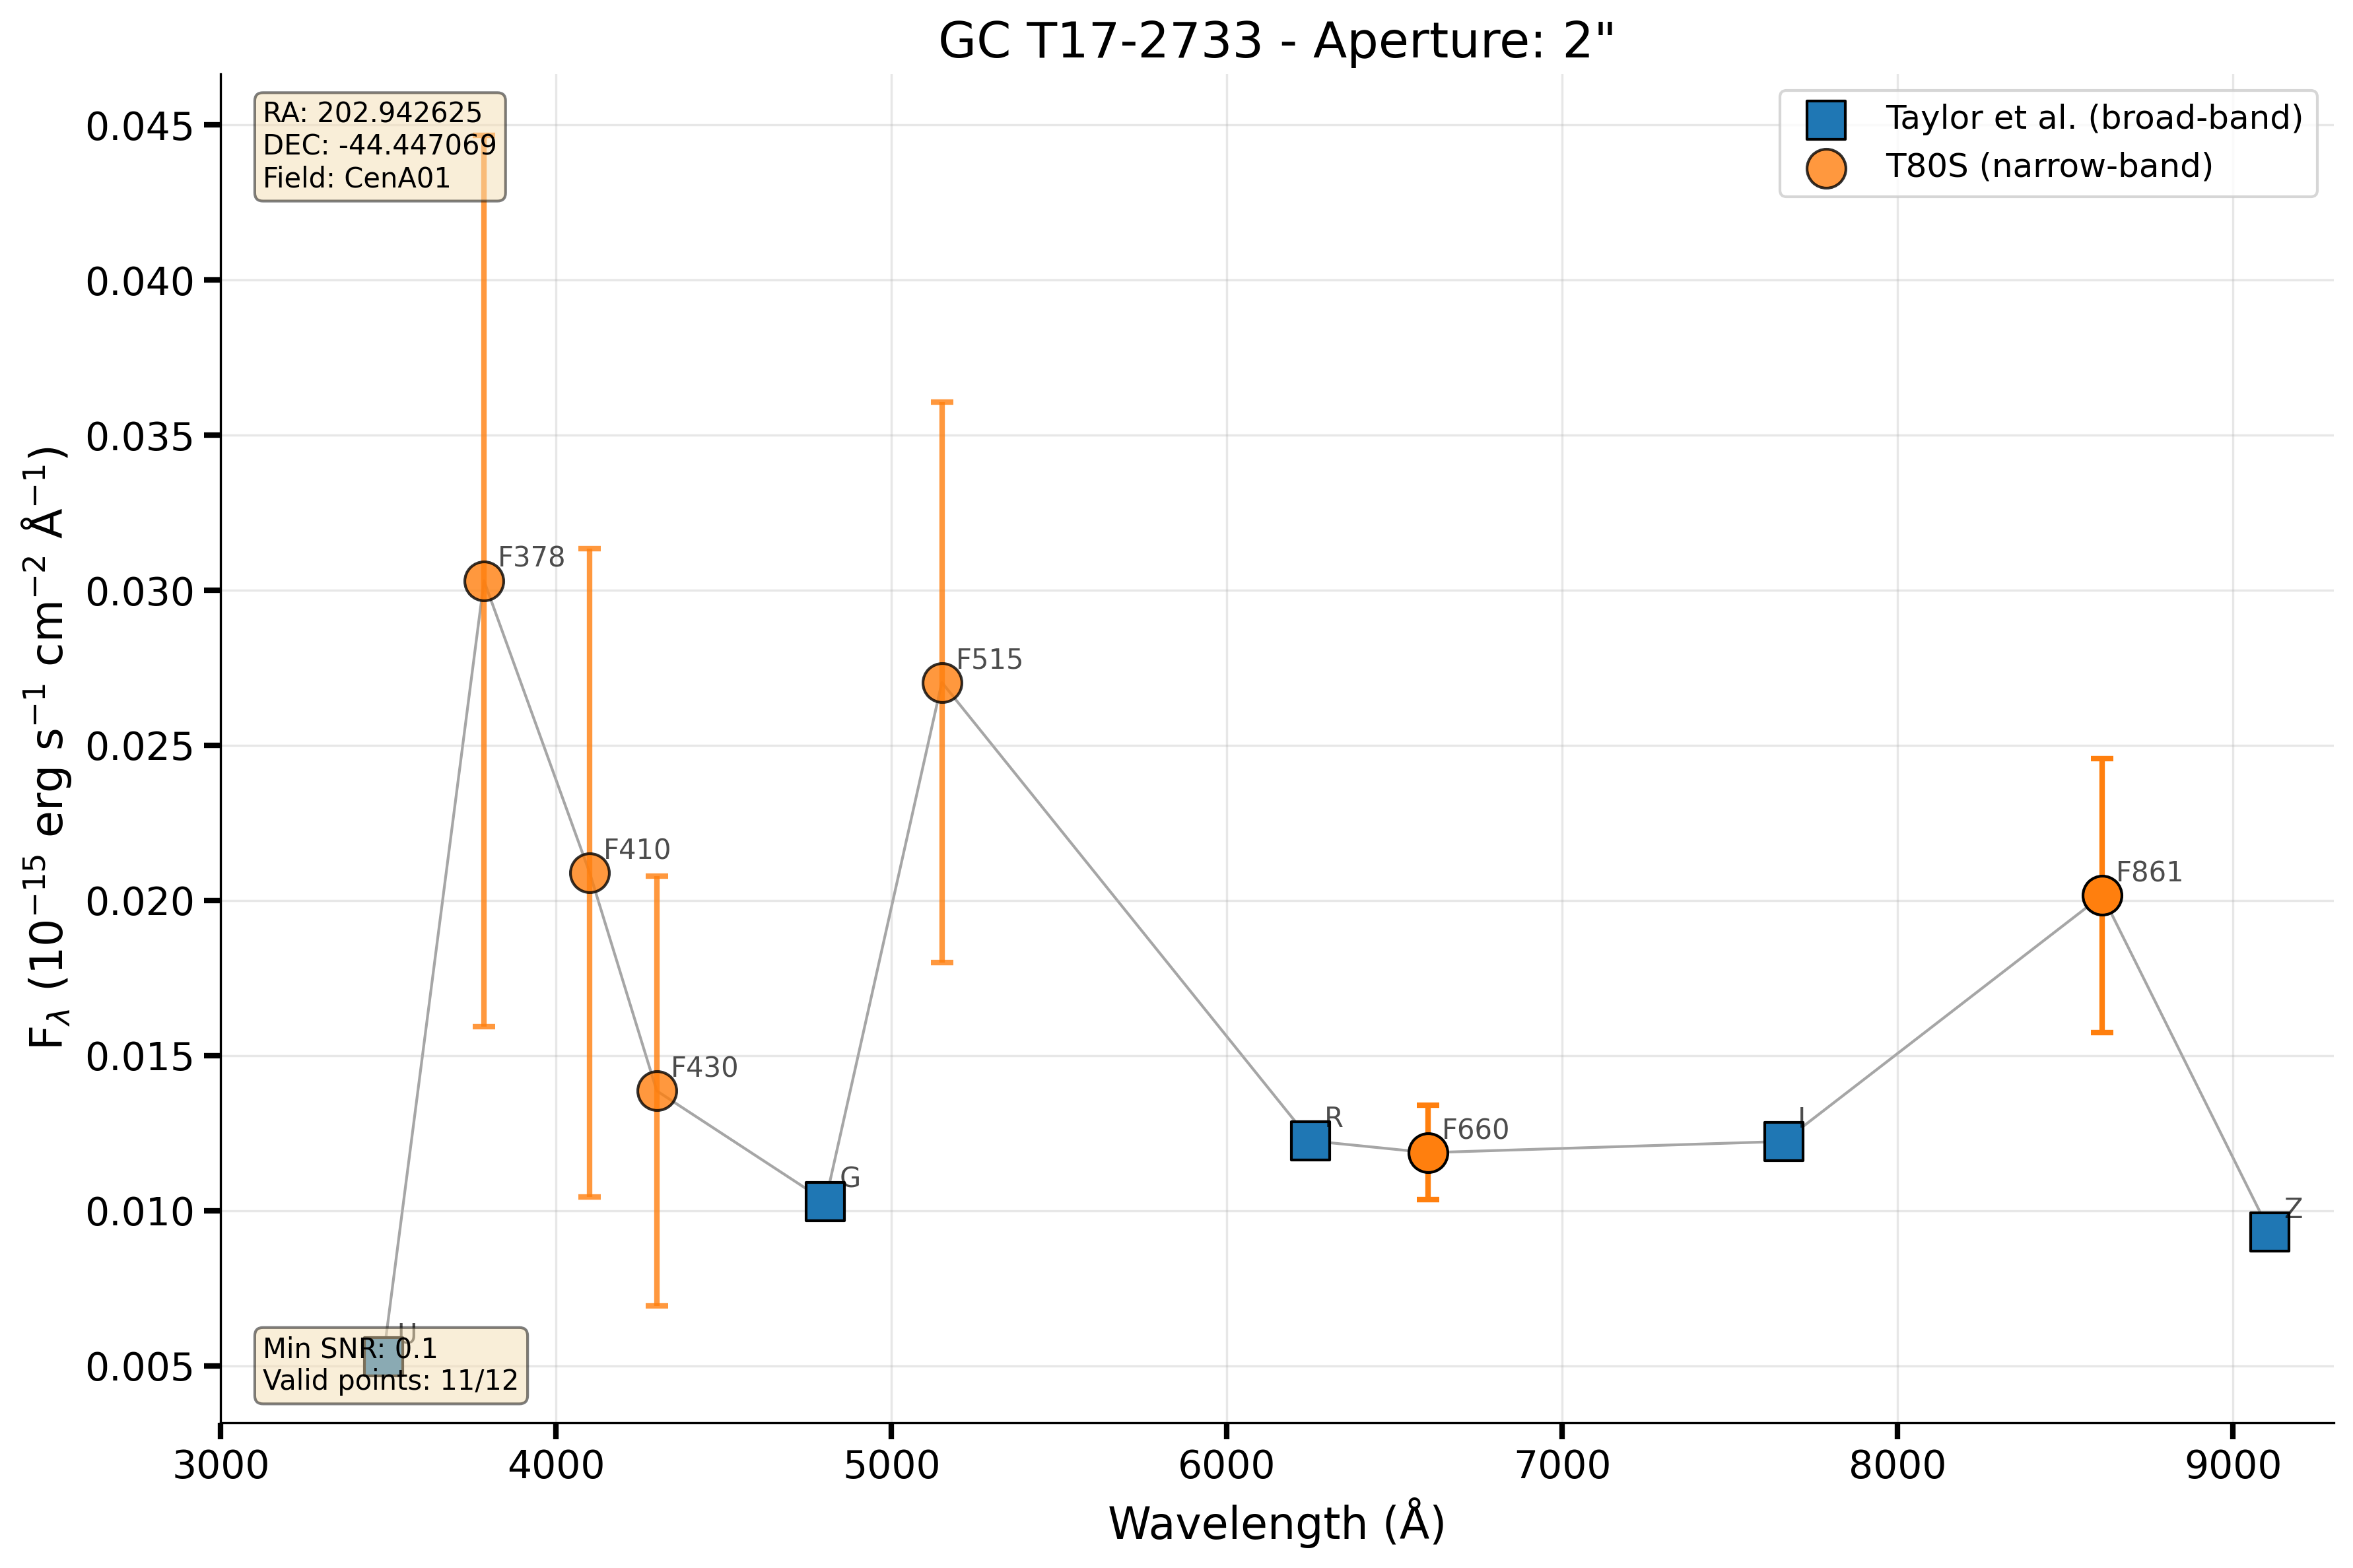 GC T17-2733 - Aperture: 2"
RA: 202.942625
DEC: -44.447069
Field: CenA01
Taylor et al. (broad-band)
T80S (narrow-band)
0.045
0.040
0.035
0.030
0.025
0.020
0.015
0.010
0.005
F_λ (10⁻¹⁵ erg s⁻¹ cm⁻² Å⁻¹)
F378
F515
F410
F861
F430
R
F660
I
G
Z
U
Min SNR: 0.1
Valid points: 11/12
3000 4000 5000 6000 7000 8000 9000
Wavelength (Å)